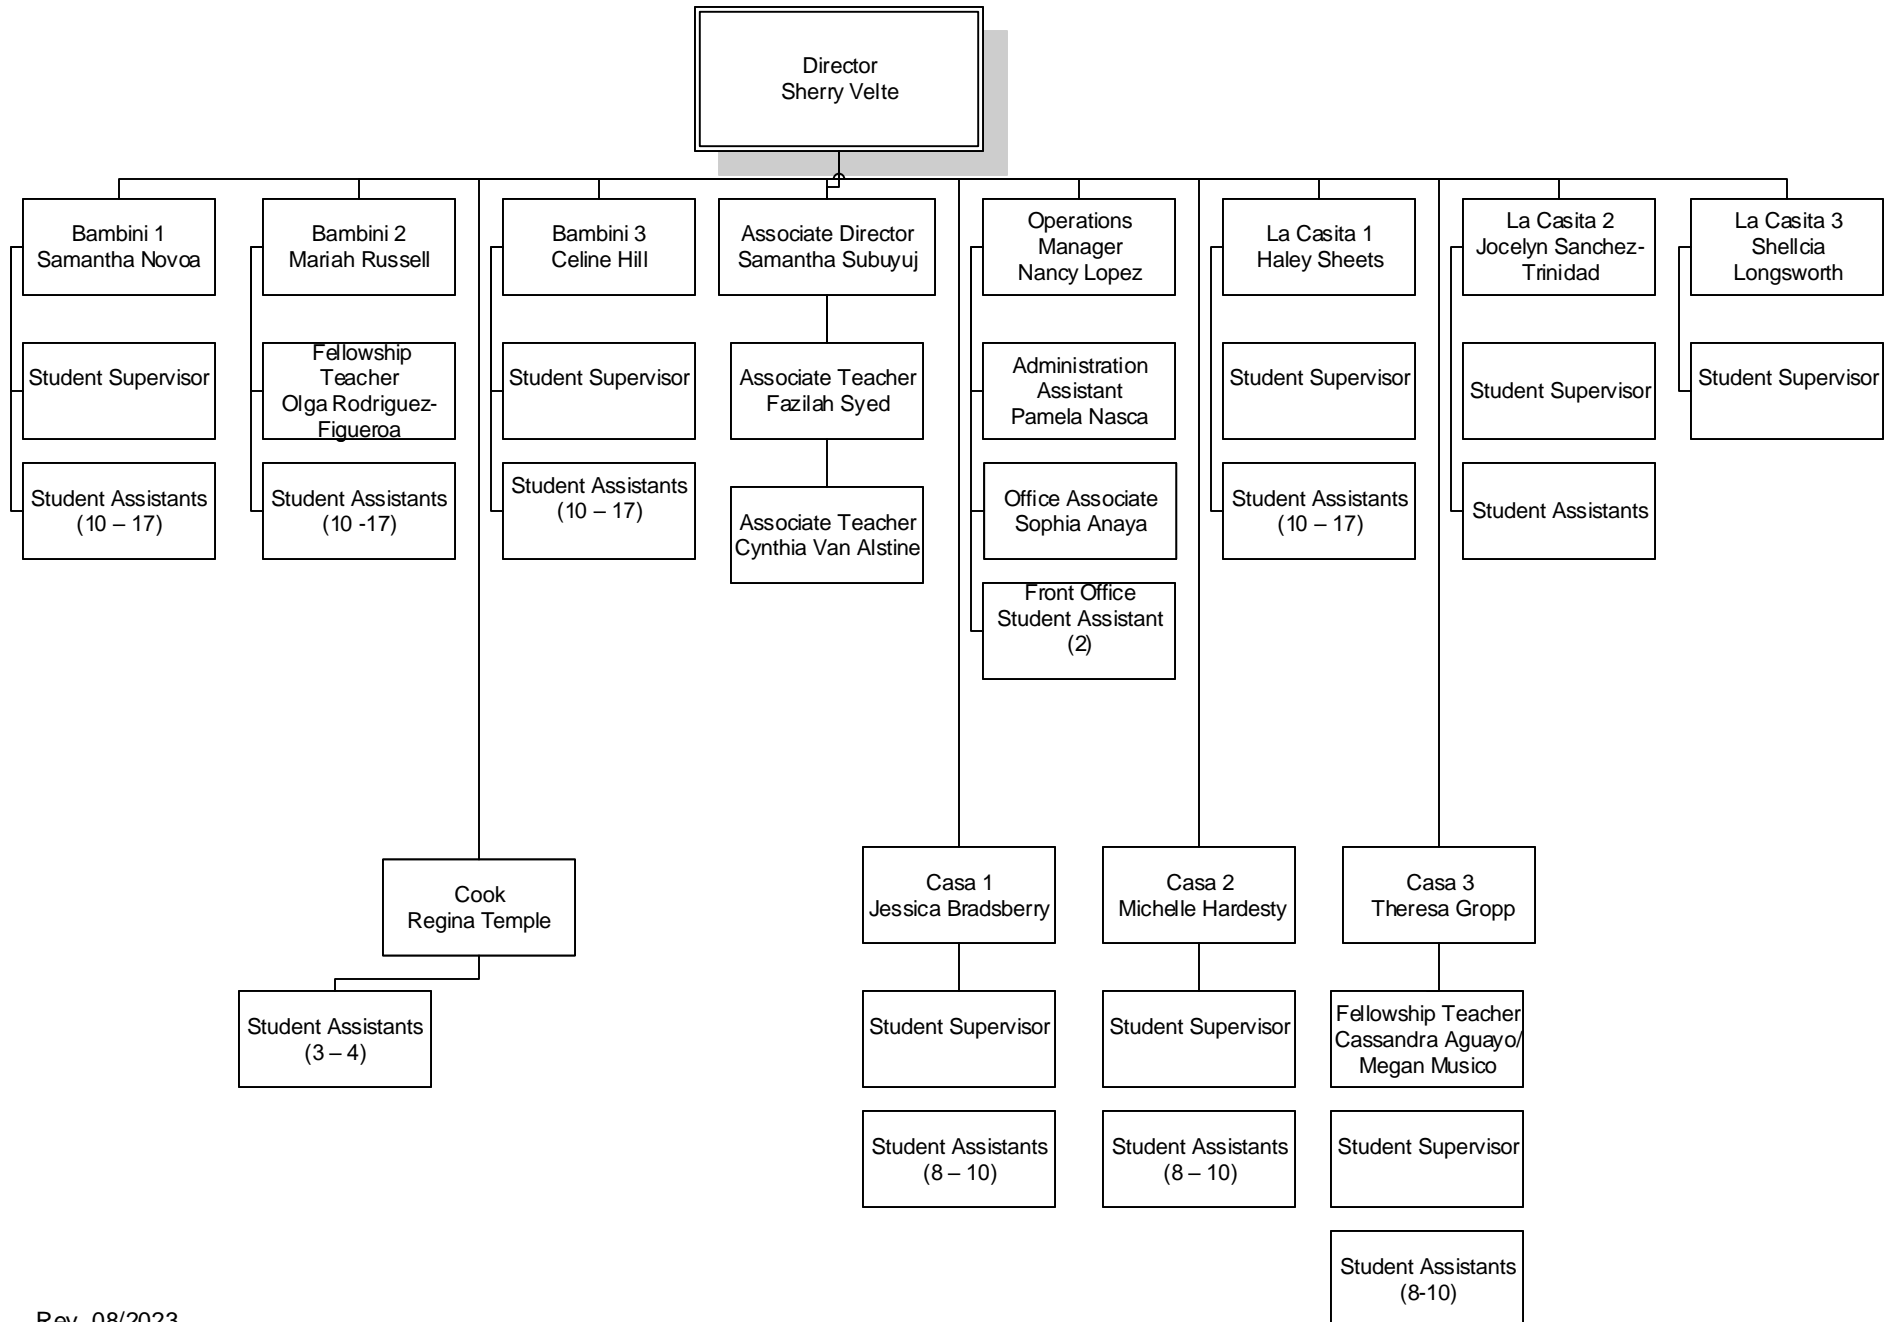 Director
Sherry Velte
Bambini 1
Samantha Novoa
Bambini 2
Mariah Russell
Bambini 3
Celine Hill
Associate Director
Samantha Subuyuj
Operations
Manager
Nancy Lopez
La Casita 1
Haley Sheets
La Casita 2
Jocelyn Sanchez-
Trinidad
La Casita 3
Shellcia
Longsworth
Student Supervisor
Fellowship
Teacher
Olga Rodriguez-
Figueroa
Student Supervisor
Associate Teacher
Fazilah Syed
Administration
Assistant
Pamela Nasca
Student Supervisor
Student Supervisor
Student Supervisor
Student Assistants
(10 – 17)
Student Assistants
(10 -17)
Student Assistants
(10 – 17)
Associate Teacher
Cynthia Van Alstine
Office Associate
Sophia Anaya
Student Assistants
(10 – 17)
Student Assistants
Front Office
Student Assistant
(2)
Cook
Regina Temple
Casa 1
Jessica Bradsberry
Casa 2
Michelle Hardesty
Casa 3
Theresa Gropp
Student Assistants
(3 – 4)
Student Supervisor
Student Supervisor
Fellowship Teacher
Cassandra Aguayo/
Megan Musico
Student Assistants
(8 – 10)
Student Assistants
(8 – 10)
Student Supervisor
Student Assistants
(8-10)
Rev. 08/2023